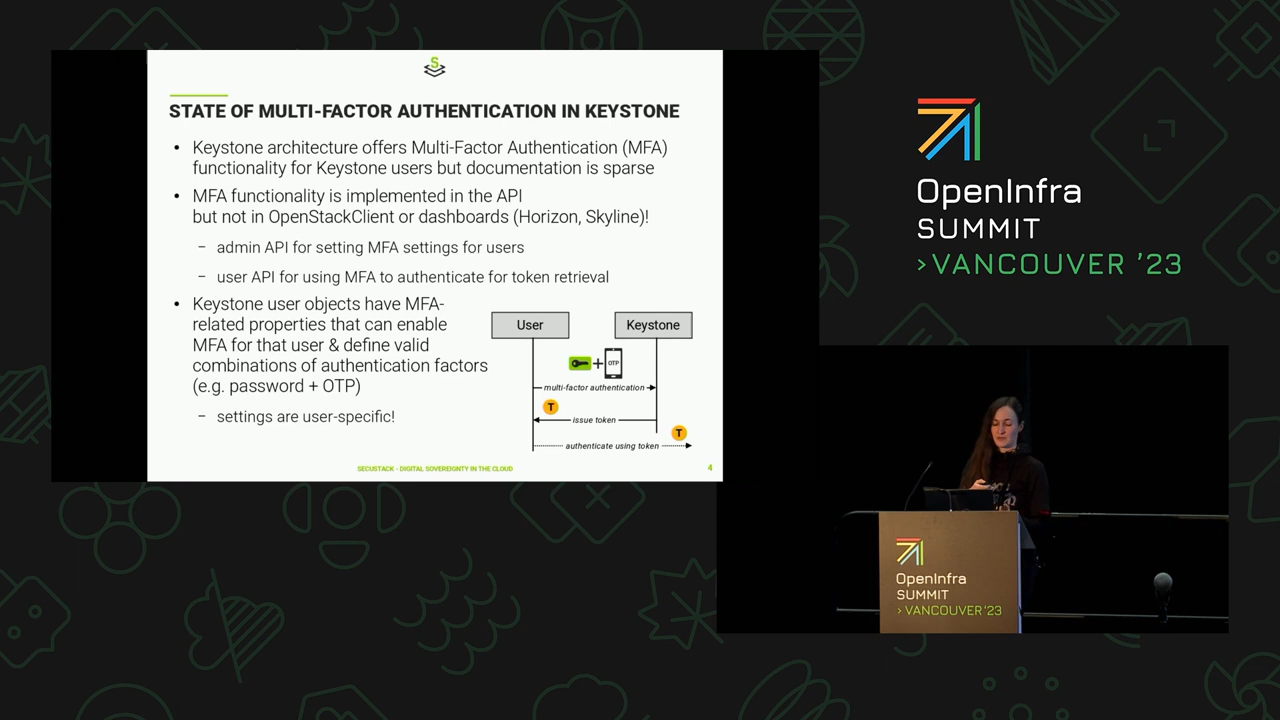 S
STATE OF MULTI-FACTOR AUTHENTICATION IN KEYSTONE
• Keystone architecture offers Multi-Factor Authentication (MFA)
functionality for Keystone users but documentation is sparse
• MFA functionality is implemented in the API
but not in OpenStackClient or dashboards (Horizon, Skyline)!
− admin API for setting MFA settings for users
− user API for using MFA to authenticate for token retrieval
• Keystone user objects have MFA-
related properties that can enable
MFA for that user & define valid
combinations of authentication factors
(e.g. password + OTP)
− settings are user-specific!
User
Keystone
+
OTP
multi-factor authentication
T
issue token
T
authenticate using token
SECUSTACK - DIGITAL SOVEREIGNTY IN THE CLOUD
4
OpenInfra
SUMMIT
>VANCOUVER '23
OpenInfra
SUMMIT
> VANCOUVER '23